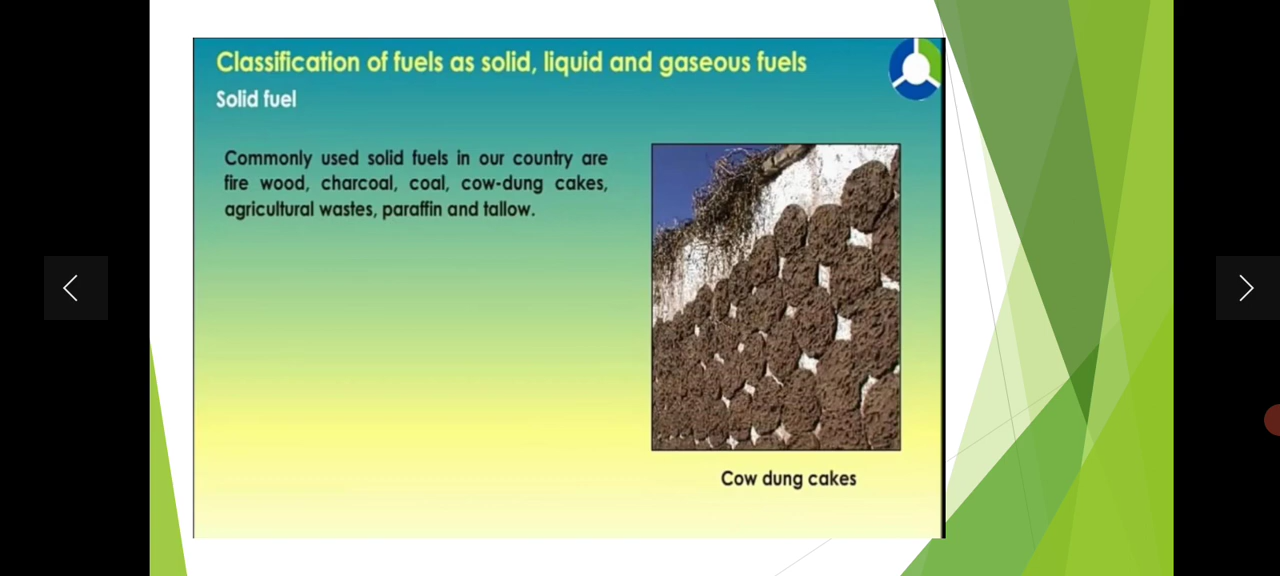 Classification of fuels as solid, liquid and gaseous fuels
Solid fuel
Commonly used solid fuels in our country are
fire wood, charcoal, coal, cow-dung cakes,
agricultural wastes, paraffin and tallow.
Cow dung cakes